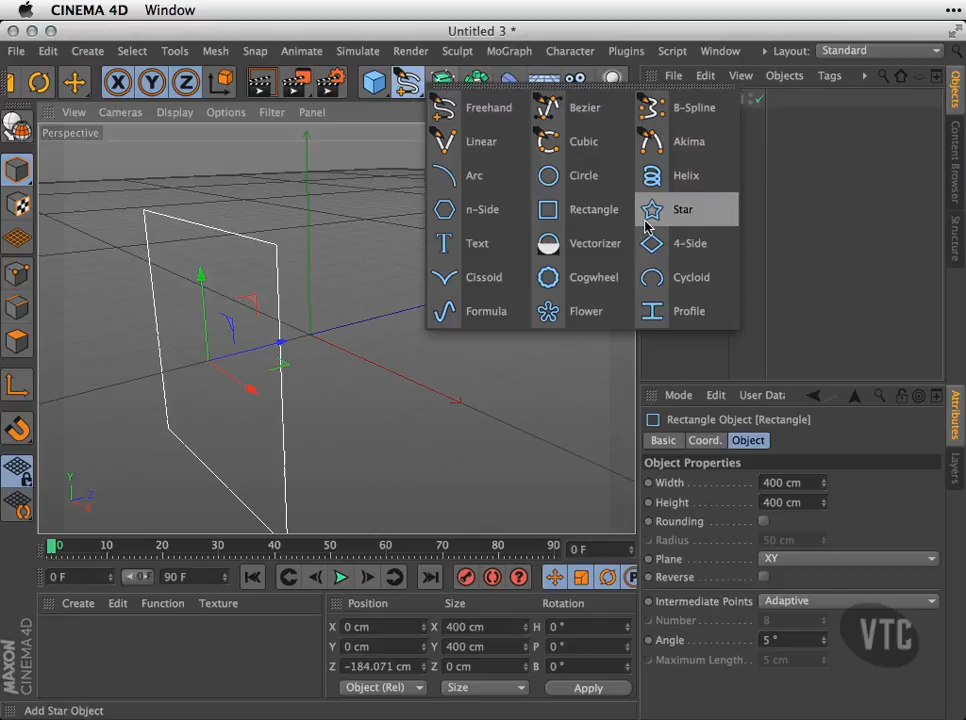 CINEMA 4D Window
Untitled 3 *
File Edit Create Select Tools Mesh Snap Animate Simulate Render Sculpt MoGraph Character Plugins Script Window Layout: Standard
X Y Z
File Edit View Objects Tags
View Cameras Display Options Filter Panel
Perspective
Freehand Bezier B-Spline
Linear Cubic Akima
Arc Circle Helix
n-Side Rectangle Star
Text Vectorizer 4-Side
Cissoid Cogwheel Cycloid
Formula Flower Profile
Objects
Content Browser
Structure
Y
Z
X
Mode Edit User Data
Attributes
Layers
Rectangle Object [Rectangle]
Basic Coord. Object
Object Properties
Width 400 cm
Height 400 cm
Rounding
Radius 50 cm
Plane XY
Reverse
Intermediate Points Adaptive
Number 8
Angle 5 °
Maximum Length 5 cm
0 10 20 30 40 50 60 70 80 90 0 F
0 F 90 F
Create Edit Function Texture
Position Size Rotation
X 0 cm X 400 cm H 0 °
Y 0 cm Y 400 cm P 0 °
Z -184.071 cm Z 0 cm B 0 °
Object (Rel) Size Apply
MAXON
CINEMA 4D
VTC
Add Star Object